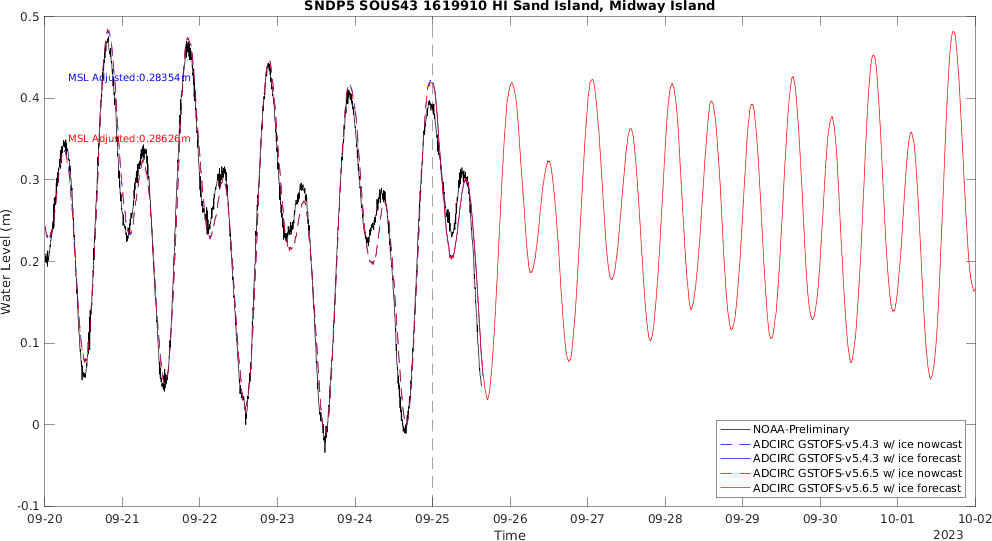 SNDP5 SOUS43 1619910 HI Sand Island, Midway Island
0.5
MSL Adjusted:0.28354m
0.4
MSL Adjusted:0.28626m
0.3
Water Level (m)
0.2
0.1
0
-0.1
NOAA-Preliminary
ADCIRC GSTOFS-v5.4.3 w/ ice nowcast
ADCIRC GSTOFS-v5.4.3 w/ ice forecast
ADCIRC GSTOFS-v5.6.5 w/ ice nowcast
ADCIRC GSTOFS-v5.6.5 w/ ice forecast
09-20 09-21 09-22 09-23 09-24 09-25 09-26 09-27 09-28 09-29 09-30 10-01 10-02
Time
2023